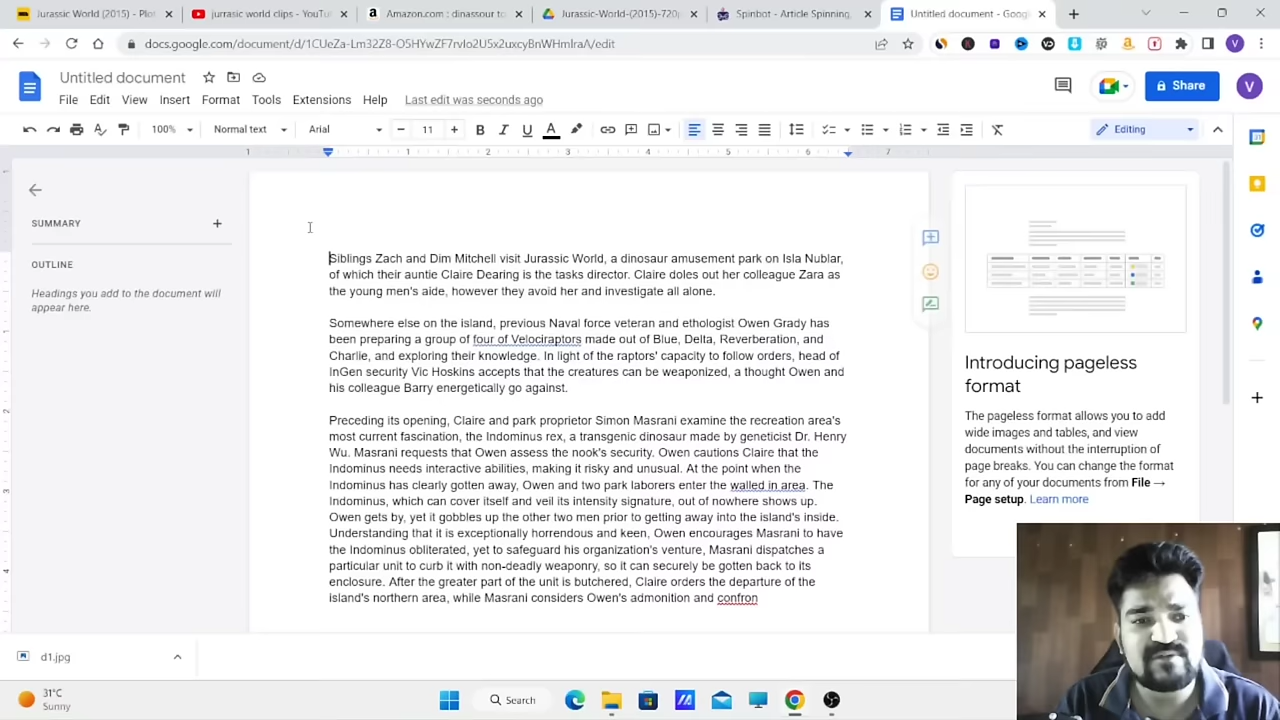 Jurassic World (2015) - Plot
jurrasic world clips - YouTu
Amazon.com : dinassour to
Jurassic-World-(2015)-720p
Spinbot - Article Spinning,
Untitled document - Goog
docs.google.com/document/d/1CUeZa-Lm32Z8-O5HYwZF7rvIo2U5x2uxcyBnWHmlraA/edit
Untitled document
File Edit View Insert Format Tools Extensions Help Last edit was seconds ago
Share
V
100% Normal text Arial 11 Editing
1 1 2 3 4 5 6 7
SUMMARY
OUTLINE
Headings you add to the document will
appear here.
Siblings Zach and Dim Mitchell visit Jurassic World, a dinosaur amusement park on Isla Nublar,
of which their auntie Claire Dearing is the tasks director. Claire doles out her colleague Zara as
the young men's aide, however they avoid her and investigate all alone.
Somewhere else on the island, previous Naval force veteran and ethologist Owen Grady has
been preparing a group of four of Velociraptors made out of Blue, Delta, Reverberation, and
Charlie, and exploring their knowledge. In light of the raptors' capacity to follow orders, head of
InGen security Vic Hoskins accepts that the creatures can be weaponized, a thought Owen and
his colleague Barry energetically go against.
Preceding its opening, Claire and park proprietor Simon Masrani examine the recreation area's
most current fascination, the Indominus rex, a transgenic dinosaur made by geneticist Dr. Henry
Wu. Masrani requests that Owen assess the nook's security. Owen cautions Claire that the
Indominus needs interactive abilities, making it risky and unusual. At the point when the
Indominus has clearly gotten away, Owen and two park laborers enter the walled in area. The
Indominus, which can cover itself and veil its intensity signature, out of nowhere shows up.
Owen gets by, yet it gobbles up the other two men prior to getting away into the island's inside.
Understanding that it is exceptionally horrendous and keen, Owen encourages Masrani to have
the Indominus obliterated, yet to safeguard his organization's venture, Masrani dispatches a
particular unit to curb it with non-deadly weaponry, so it can securely be gotten back to its
enclosure. After the greater part of the unit is butchered, Claire orders the departure of the
island's northern area, while Masrani considers Owen's admonition and confron
Introducing pageless
format
The pageless format allows you to add
wide images and tables, and view
documents without the interruption of
page breaks. You can change the format
for any of your documents from File →
Page setup. Learn more
d1.jpg
31°C
Sunny
Search